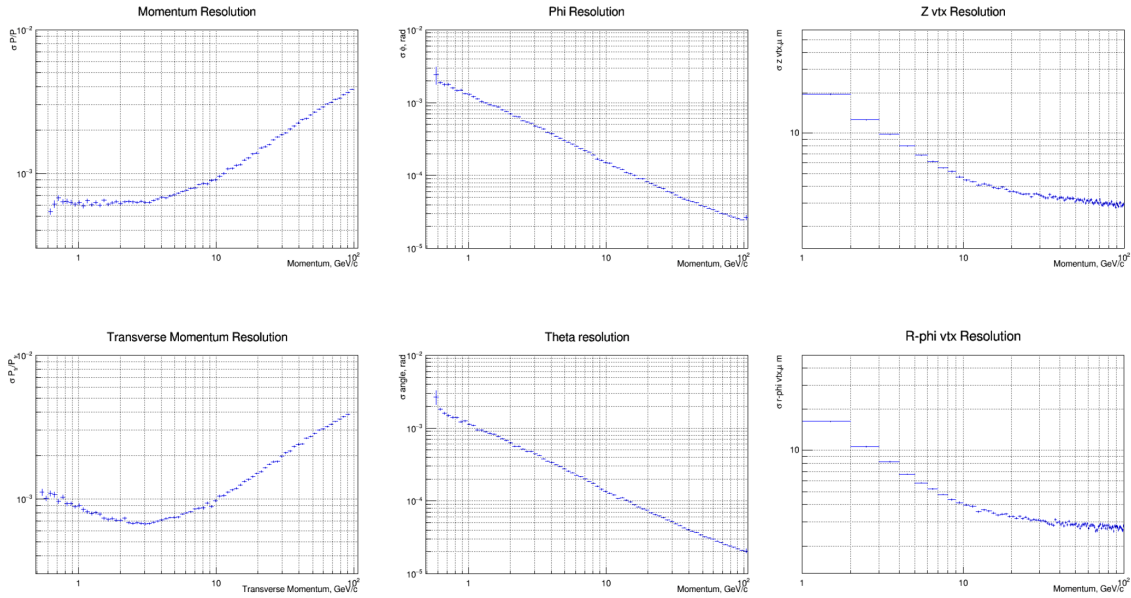 Momentum Resolution
σ P/P
10⁻²
10⁻³
1
10
10²
Momentum, GeV/c
Phi Resolution
σ ϕ, rad
10⁻²
10⁻³
10⁻⁴
10⁻⁵
1
10
10²
Momentum, GeV/c
Z vtx Resolution
σ z vtx,μ m
10
1
10
10²
Momentum, GeV/c
Transverse Momentum Resolution
10⁻²
10⁻³
1
10
10²
Transverse Momentum, GeV/c
Theta resolution
σ angle, rad
10⁻²
10⁻³
10⁻⁴
10⁻⁵
1
10
10²
Momentum, GeV/c
R-phi vtx Resolution
σ r-phi vtx,μ m
10
1
10
10²
Momentum, GeV/c